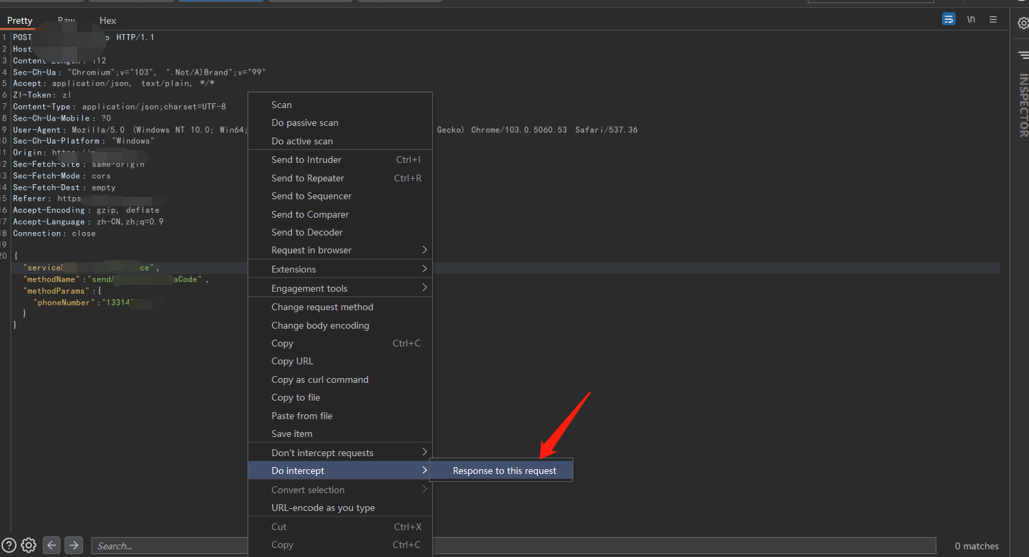 Pretty Raw Hex
\n
INSPECTOR
1 POST HTTP/1.1
2 Host
3 Content-Length: 112
4 Sec-Ch-Ua: "Chromium";v="103", ".Not/A)Brand";v="99"
5 Accept: application/json, text/plain, */*
6 Zl-Token: zl
7 Content-Type: application/json;charset=UTF-8
8 Sec-Ch-Ua-Mobile: ?0
9 User-Agent: Mozilla/5.0 (Windows NT 10.0; Win64; Gecko) Chrome/103.0.5060.53 Safari/537.36
10 Sec-Ch-Ua-Platform: "Windows"
11 Origin: https:/
12 Sec-Fetch-Site: same-origin
13 Sec-Fetch-Mode: cors
14 Sec-Fetch-Dest: empty
15 Referer: https
16 Accept-Encoding: gzip, deflate
17 Accept-Language: zh-CN,zh;q=0.9
18 Connection: close
19
20 {
"service ce",
"methodName":"send aCode",
"methodParams":{
"phoneNumber":"13314
}
}
Scan
Do passive scan
Do active scan
Send to Intruder Ctrl+I
Send to Repeater Ctrl+R
Send to Sequencer
Send to Comparer
Send to Decoder
Request in browser
Extensions
Engagement tools
Change request method
Change body encoding
Copy Ctrl+C
Copy URL
Copy as curl command
Copy to file
Paste from file
Save item
Don't intercept requests
Do intercept
Response to this request
Convert selection
URL-encode as you type
Cut Ctrl+X
Copy Ctrl+C
Search...
0 matches